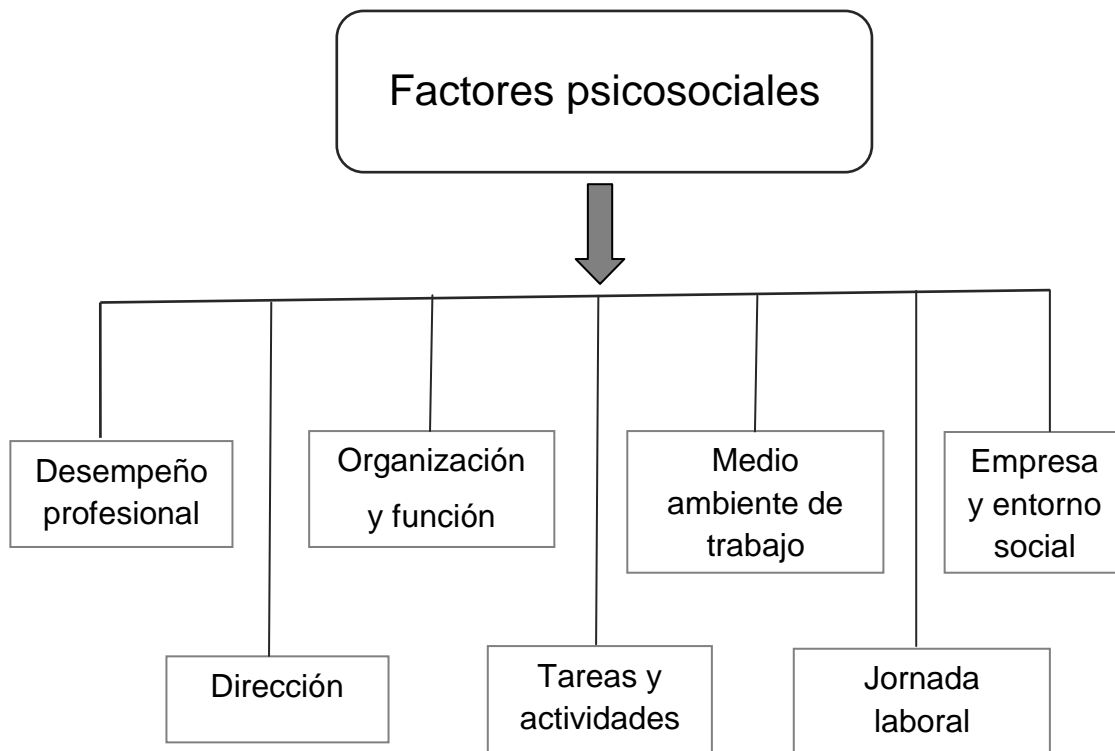 Factores psicosociales
Desempeño
profesional
Organización
y función
Medio
ambiente de
trabajo
Empresa
y entorno
social
Dirección
Tareas y
actividades
Jornada
laboral